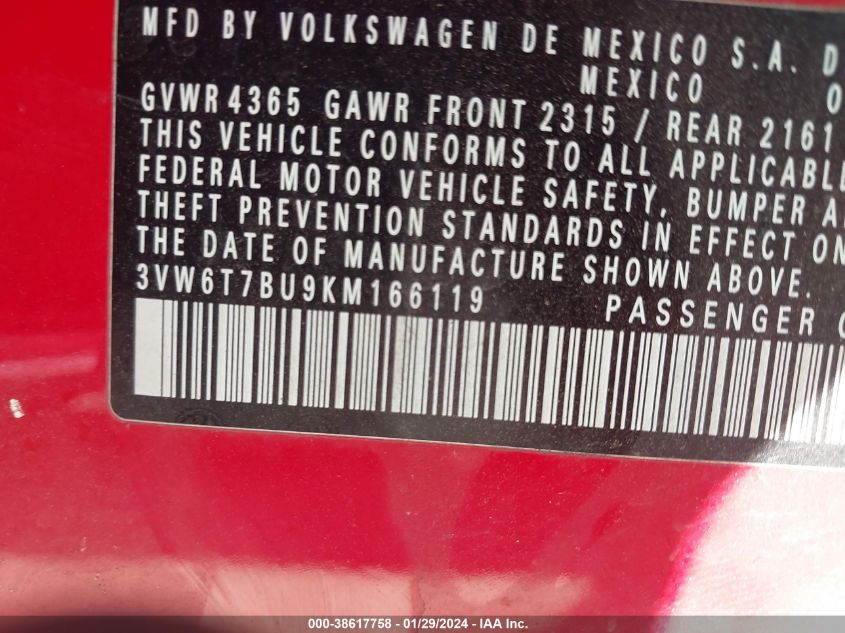 MFD BY VOLKSWAGEN DE MEXICO S.A. D
MEXICO 0
GVWR 4365 GAWR FRONT 2315 / REAR 2161
THIS VEHICLE CONFORMS TO ALL APPLICABLE
FEDERAL MOTOR VEHICLE SAFETY, BUMPER A
THEFT PREVENTION STANDARDS IN EFFECT ON
THE DATE OF MANUFACTURE SHOWN ABOVE.
3VW6T7BU9KM166119 PASSENGER C
000-38617758 - 01/29/2024 - IAA Inc.